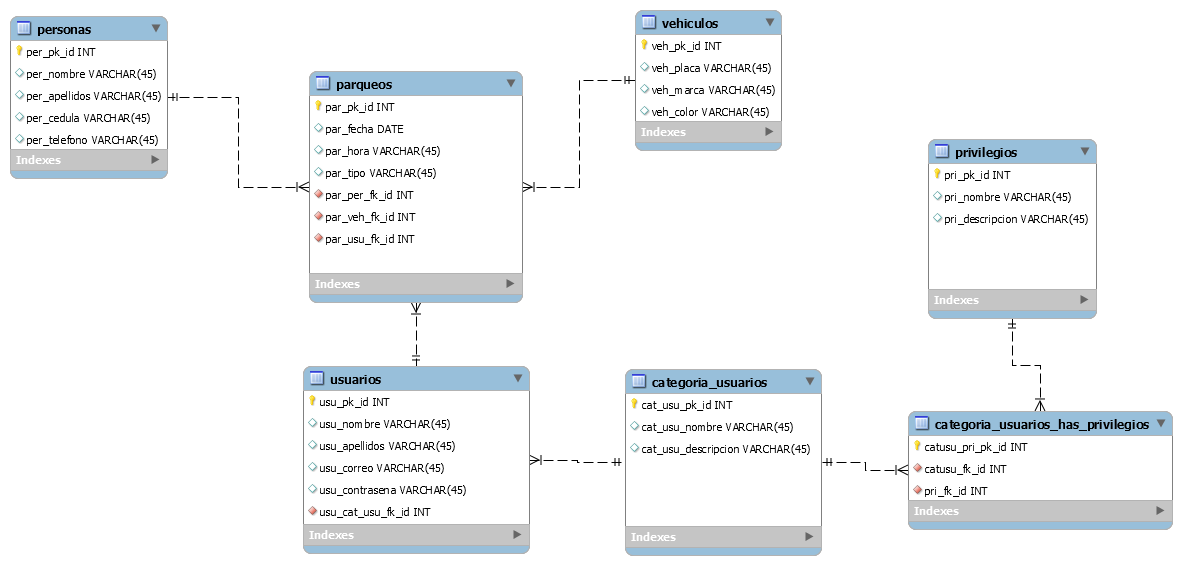 personas
per_pk_id INT
per_nombre VARCHAR(45)
per_apellidos VARCHAR(45)
per_cedula VARCHAR(45)
per_telefono VARCHAR(45)
Indexes
parqueos
par_pk_id INT
par_fecha DATE
par_hora VARCHAR(45)
par_tipo VARCHAR(45)
par_per_fk_id INT
par_veh_fk_id INT
par_usu_fk_id INT
Indexes
vehiculos
veh_pk_id INT
veh_placa VARCHAR(45)
veh_marca VARCHAR(45)
veh_color VARCHAR(45)
Indexes
privilegios
pri_pk_id INT
pri_nombre VARCHAR(45)
pri_descripcion VARCHAR(45)
Indexes
usuarios
usu_pk_id INT
usu_nombre VARCHAR(45)
usu_apellidos VARCHAR(45)
usu_correo VARCHAR(45)
usu_contrasena VARCHAR(45)
usu_cat_usu_fk_id INT
Indexes
categoria_usuarios
cat_usu_pk_id INT
cat_usu_nombre VARCHAR(45)
cat_usu_descripcion VARCHAR(45)
Indexes
categoria_usuarios_has_privilegios
catusu_pri_pk_id INT
catusu_fk_id INT
pri_fk_id INT
Indexes